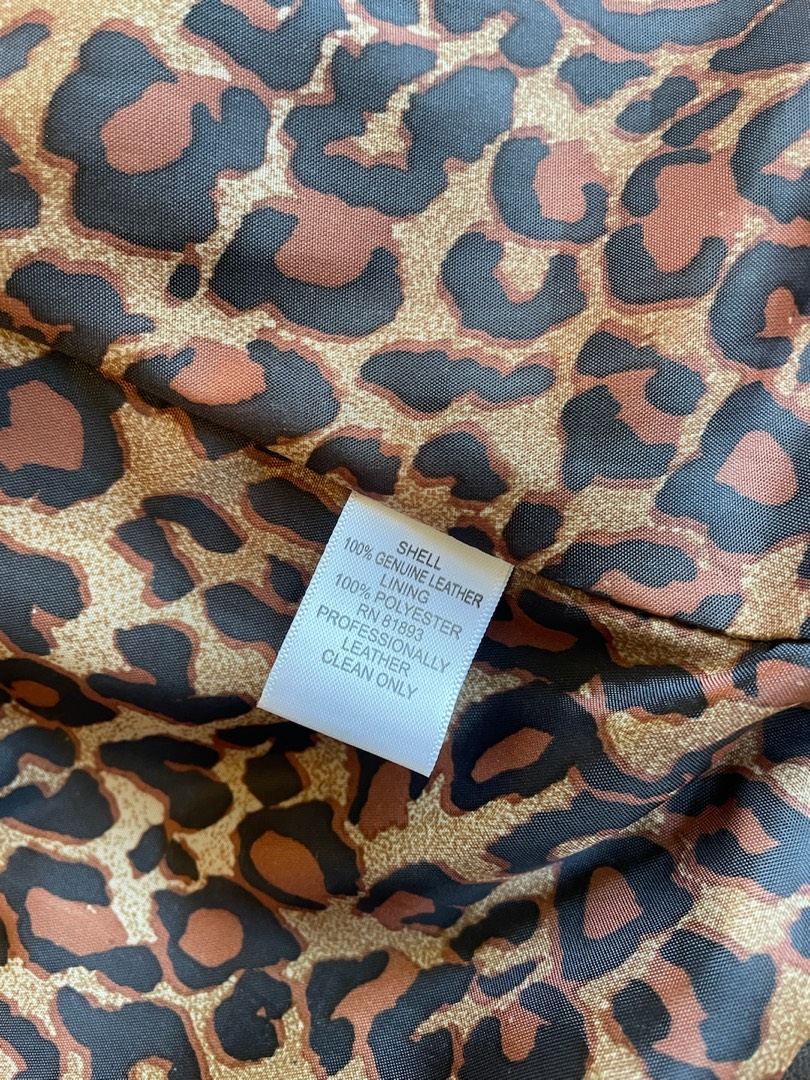 SHELL
100% GENUINE LEATHER
LINING
100% POLYESTER
RN 81893
PROFESSIONALLY
LEATHER
CLEAN ONLY